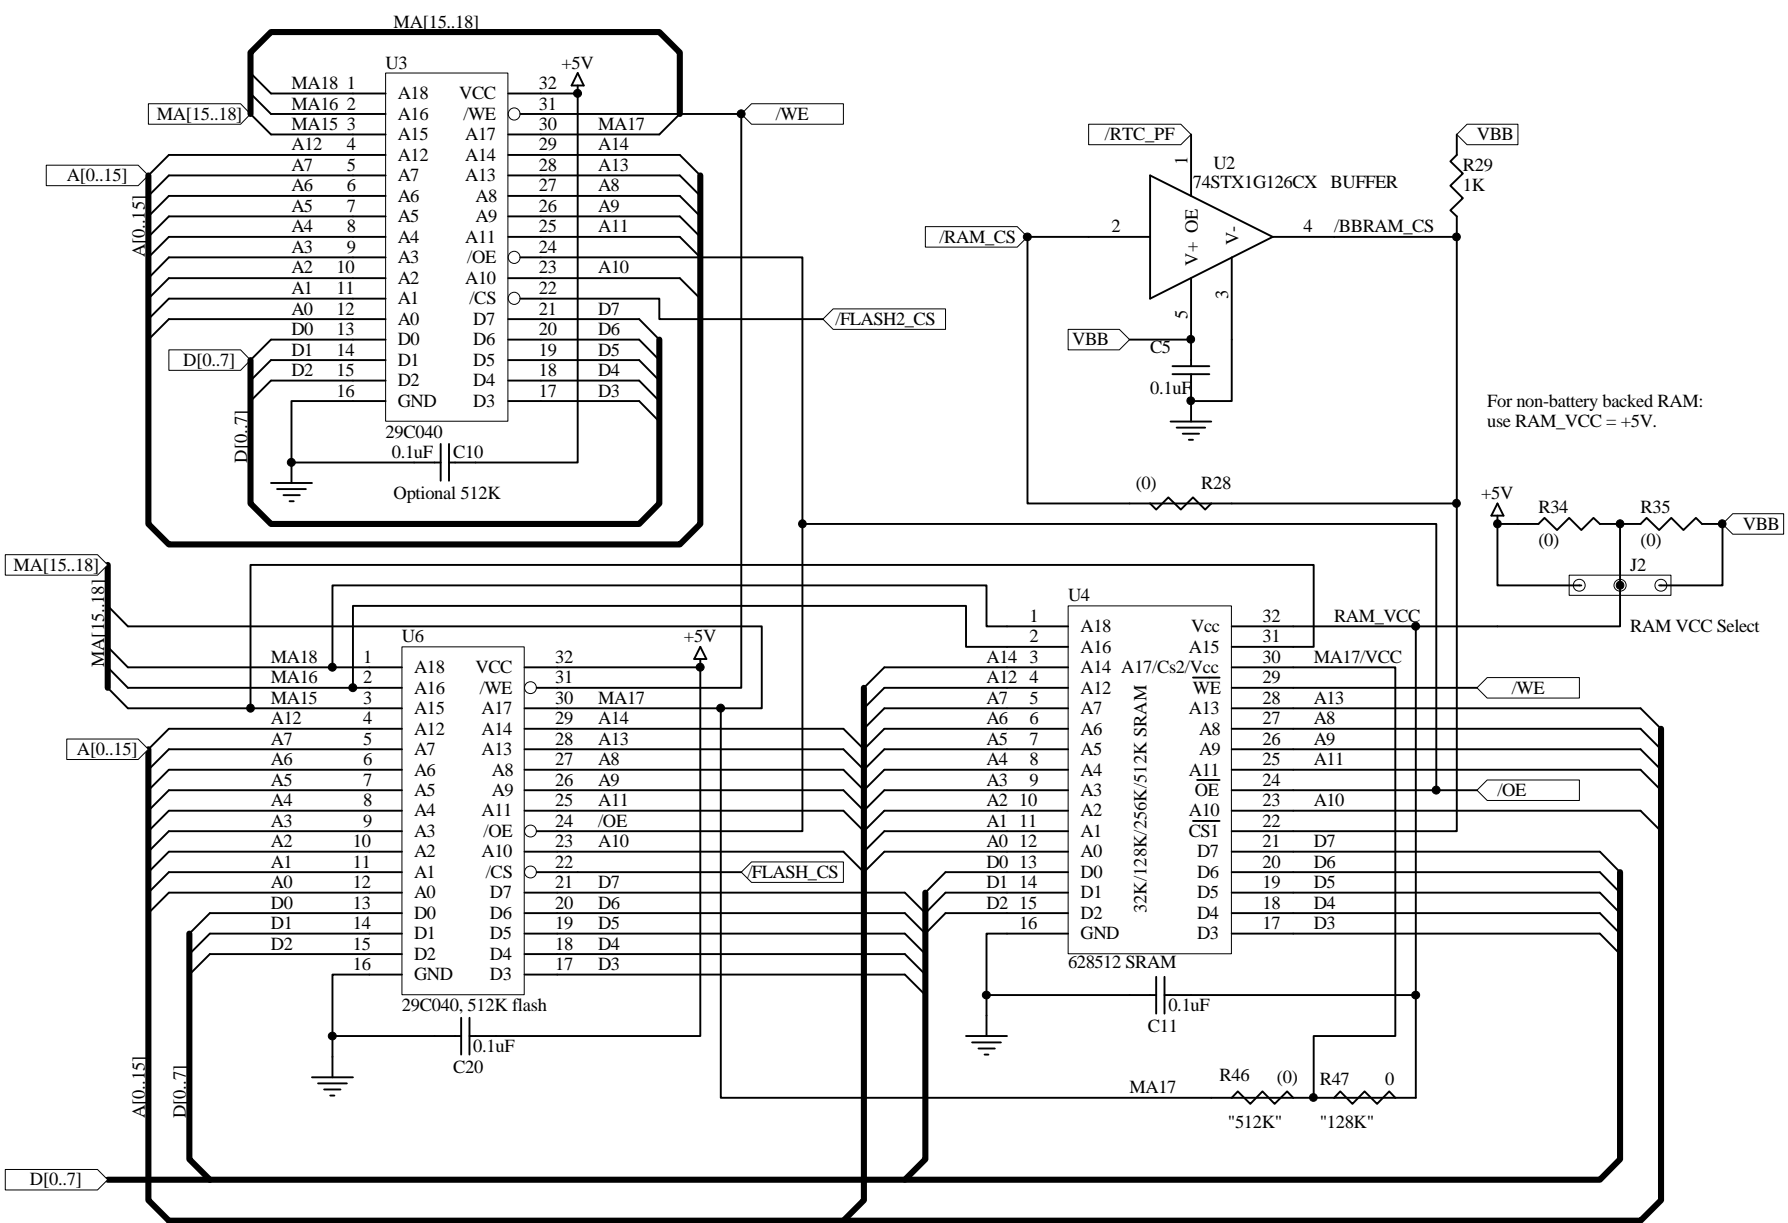 MA[15..18]
U3
+5V
MA18 1 A18 VCC 32
MA16 2 A16 /WE 31
MA15 3 A15 A17 30 MA17
A12 4 A12 A14 29 A14
A7 5 A7 A13 28 A13
A6 6 A6 A8 27 A8
A5 7 A5 A9 26 A9
A4 8 A4 A11 25 A11
A3 9 A3 /OE 24
A2 10 A2 A10 23 A10
A1 11 A1 /CS 22
A0 12 A0 D7 21 D7
D0 13 D0 D6 20 D6
D1 14 D1 D5 19 D5
D2 15 D2 D4 18 D4
16 GND D3 17 D3
29C040
0.1uF C10
Optional 512K
MA[15..18]
A[0..15]
A[0..15]
D[0..7]
D[0..7]
/WE
/FLASH2_CS
/RTC_PF
1
U2
74STX1G126CX BUFFER
/RAM_CS
2
OE
V+
V-
4
/BBRAM_CS
3
5
VBB
C5
0.1uF
VBB
R29
1K
(0)
R28
For non-battery backed RAM:
use RAM_VCC = +5V.
+5V
R34
(0)
R35
(0)
VBB
J2
RAM VCC Select
MA[15..18]
MA[15..18]
U6
+5V
MA18 1 A18 VCC 32
MA16 2 A16 /WE 31
MA15 3 A15 A17 30 MA17
A12 4 A12 A14 29 A14
A7 5 A7 A13 28 A13
A6 6 A6 A8 27 A8
A5 7 A5 A9 26 A9
A4 8 A4 A11 25 A11
A3 9 A3 /OE 24 /OE
A2 10 A2 A10 23 A10
A1 11 A1 /CS 22
A0 12 A0 D7 21 D7
D0 13 D0 D6 20 D6
D1 14 D1 D5 19 D5
D2 15 D2 D4 18 D4
16 GND D3 17 D3
29C040, 512K flash
0.1uF
C20
A[0..15]
A[0..15]
D[0..7]
/FLASH_CS
U4
1 A18 Vcc 32 RAM_VCC
2 A16 A15 31
A14 3 A14 A17/Cs2/Vcc 30 MA17/VCC
A12 4 A12 WE 29
A7 5 A7 A13 28 A13
A6 6 A6 A8 27 A8
A5 7 A5 A9 26 A9
A4 8 A4 A11 25 A11
A3 9 A3 OE 24
A2 10 A2 A10 23 A10
A1 11 A1 CS1 22
A0 12 A0 D7 21 D7
D0 13 D0 D6 20 D6
D1 14 D1 D5 19 D5
D2 15 D2 D4 18 D4
16 GND D3 17 D3
32K/128K/256K/512K SRAM
628512 SRAM
0.1uF
C11
/WE
/OE
MA17
R46 (0)
"512K"
R47 0
"128K"
D[0..7]